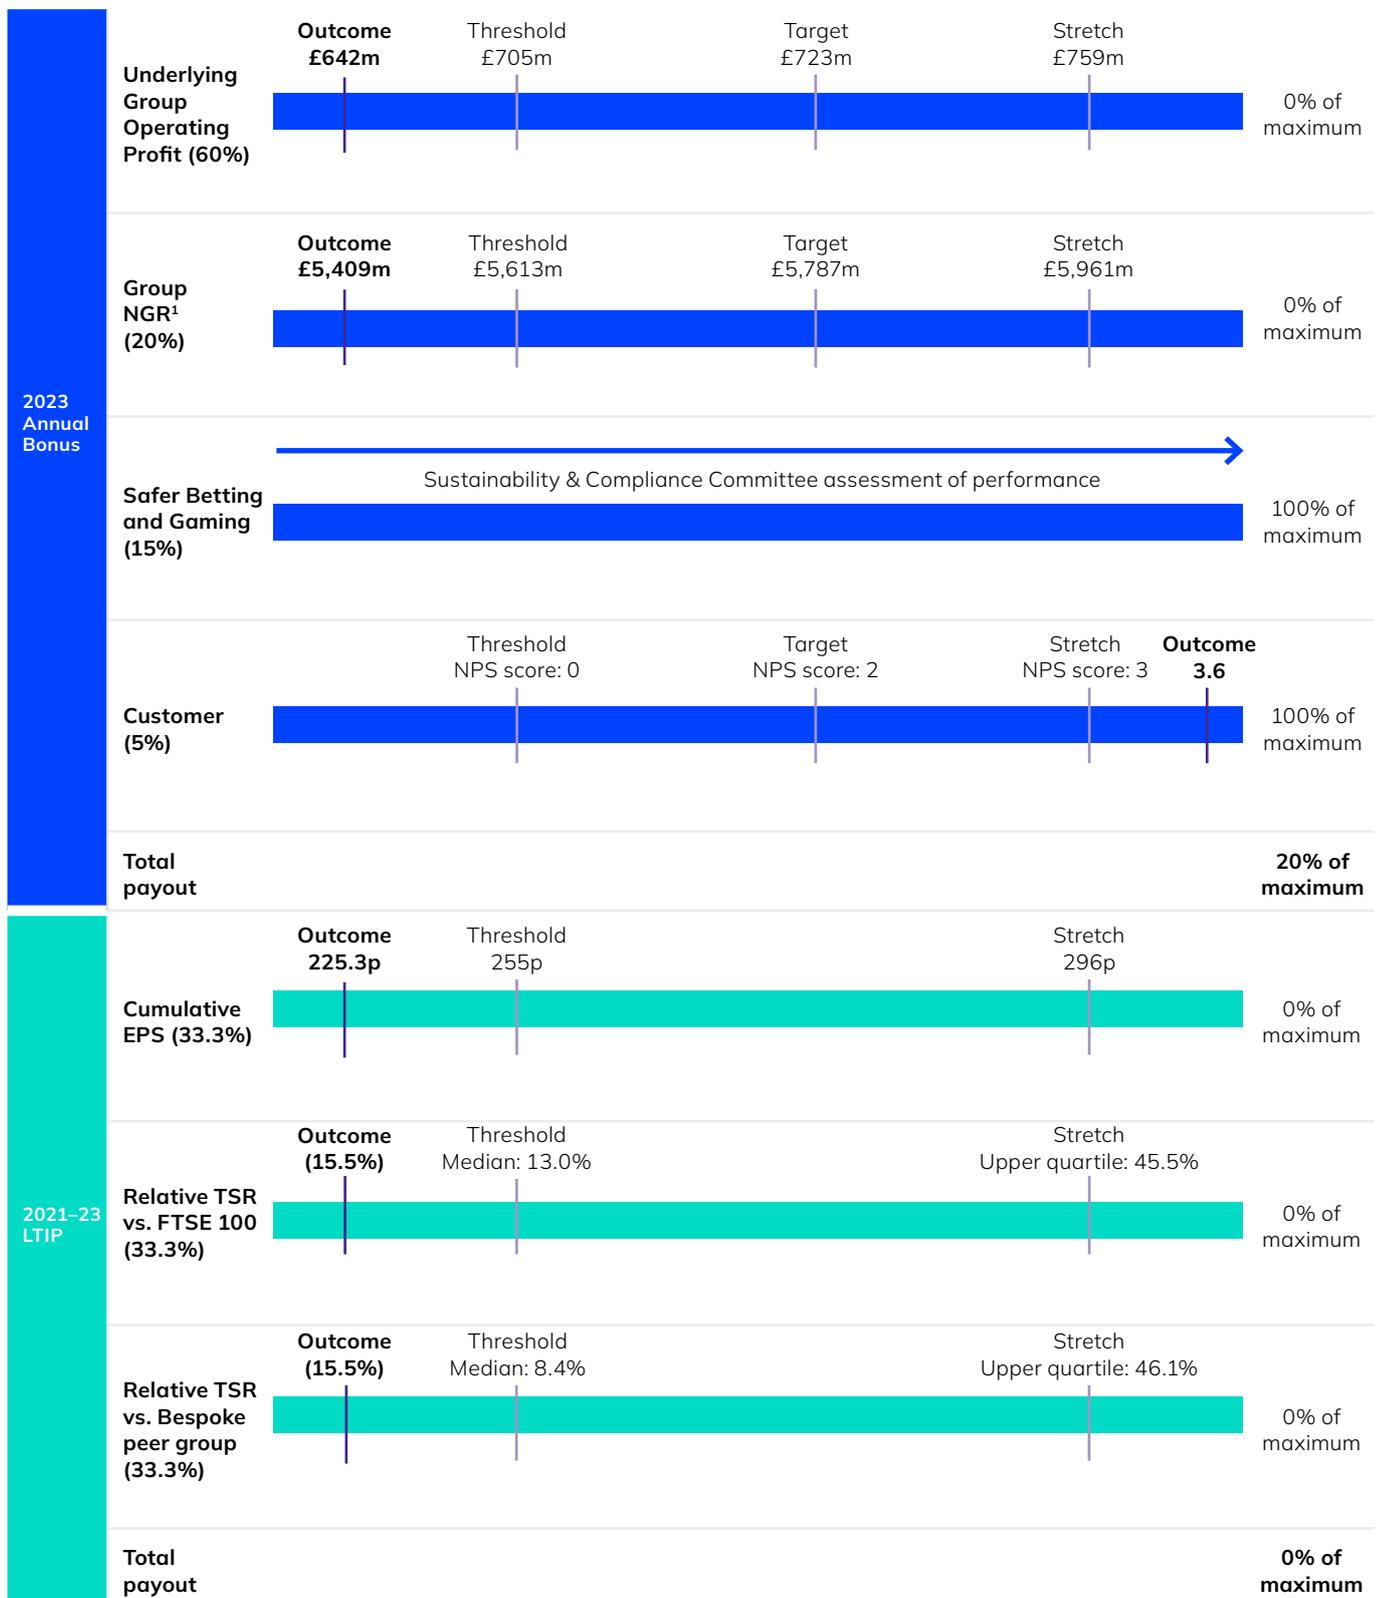 2023
Annual
Bonus
Underlying
Group
Operating
Profit (60%)
Outcome
£642m
Threshold
£705m
Target
£723m
Stretch
£759m
0% of
maximum
Group
NGR¹
(20%)
Outcome
£5,409m
Threshold
£5,613m
Target
£5,787m
Stretch
£5,961m
0% of
maximum
Safer Betting
and Gaming
(15%)
Sustainability & Compliance Committee assessment of performance
100% of
maximum
Customer
(5%)
Threshold
NPS score: 0
Target
NPS score: 2
Stretch
NPS score: 3
Outcome
3.6
100% of
maximum
Total
payout
20% of
maximum
2021–23
LTIP
Cumulative
EPS (33.3%)
Outcome
225.3p
Threshold
255p
Stretch
296p
0% of
maximum
Relative TSR
vs. FTSE 100
(33.3%)
Outcome
(15.5%)
Threshold
Median: 13.0%
Stretch
Upper quartile: 45.5%
0% of
maximum
Relative TSR
vs. Bespoke
peer group
(33.3%)
Outcome
(15.5%)
Threshold
Median: 8.4%
Stretch
Upper quartile: 46.1%
0% of
maximum
Total
payout
0% of
maximum